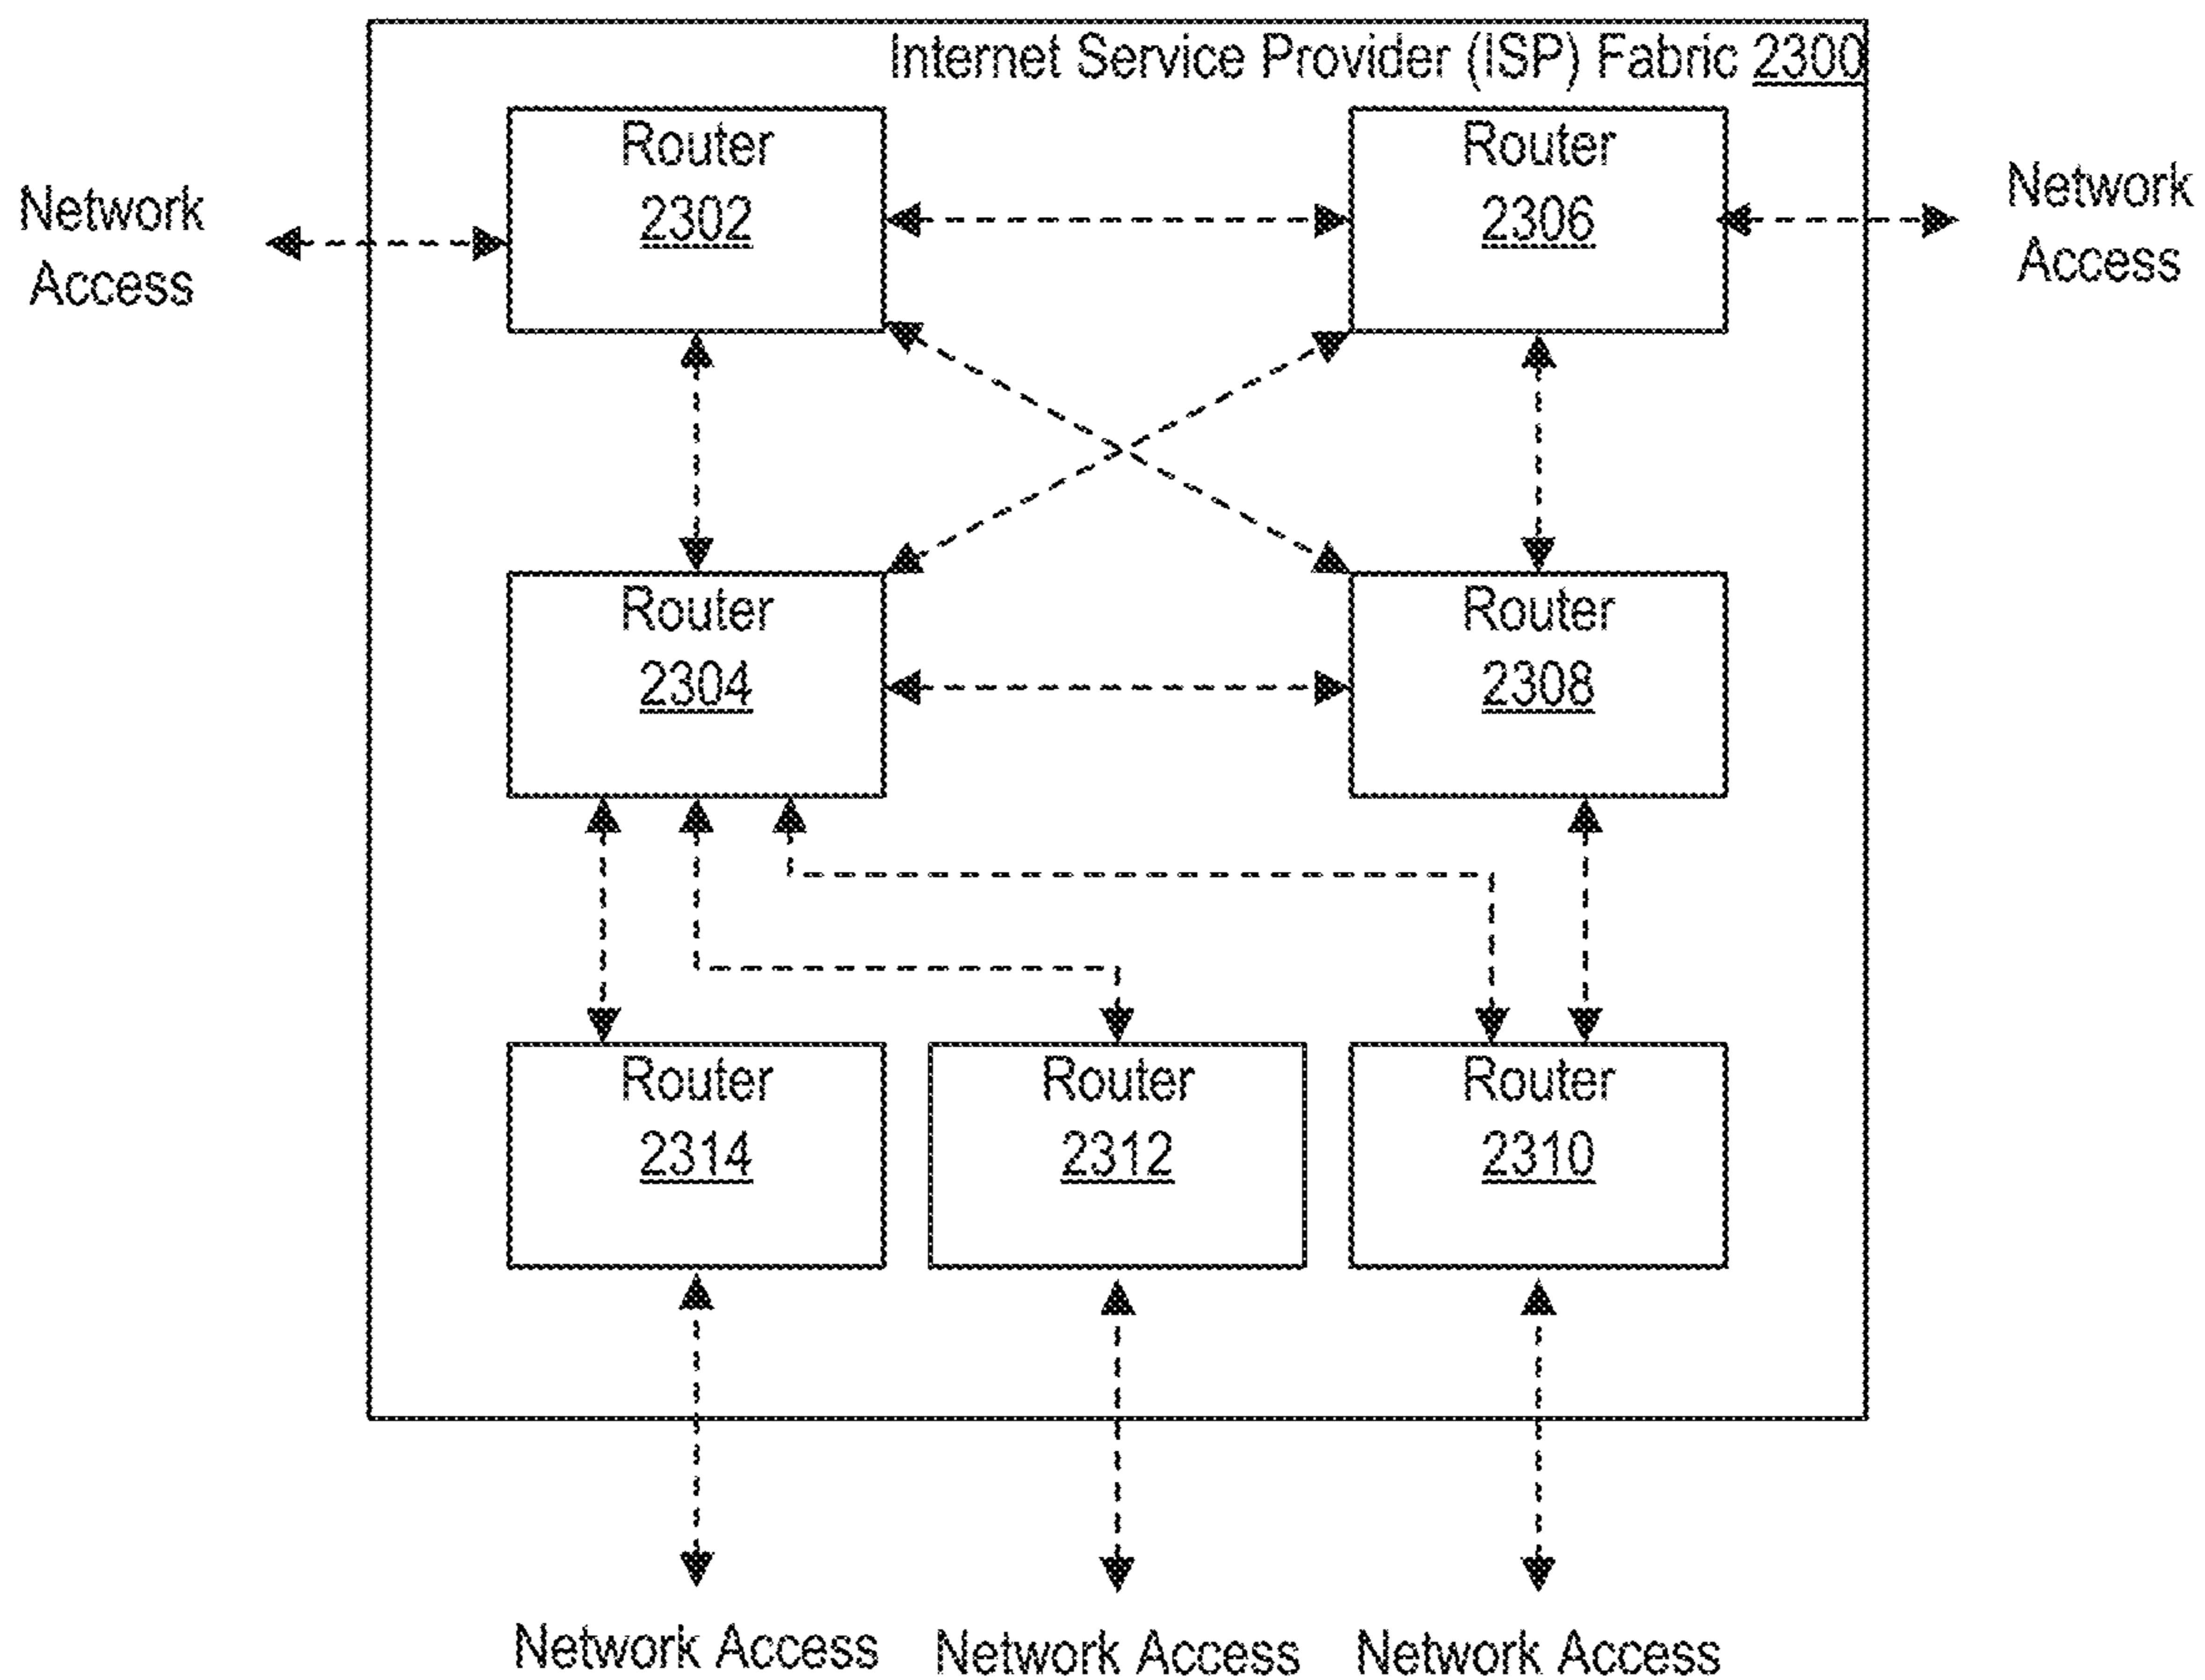 Internet Service Provider (ISP) Fabric 2300
Router
2302
Router
2306
Network
Access
Network
Access
Router
2304
Router
2308
Router
2314
Router
2312
Router
2310
Network Access
Network Access
Network Access